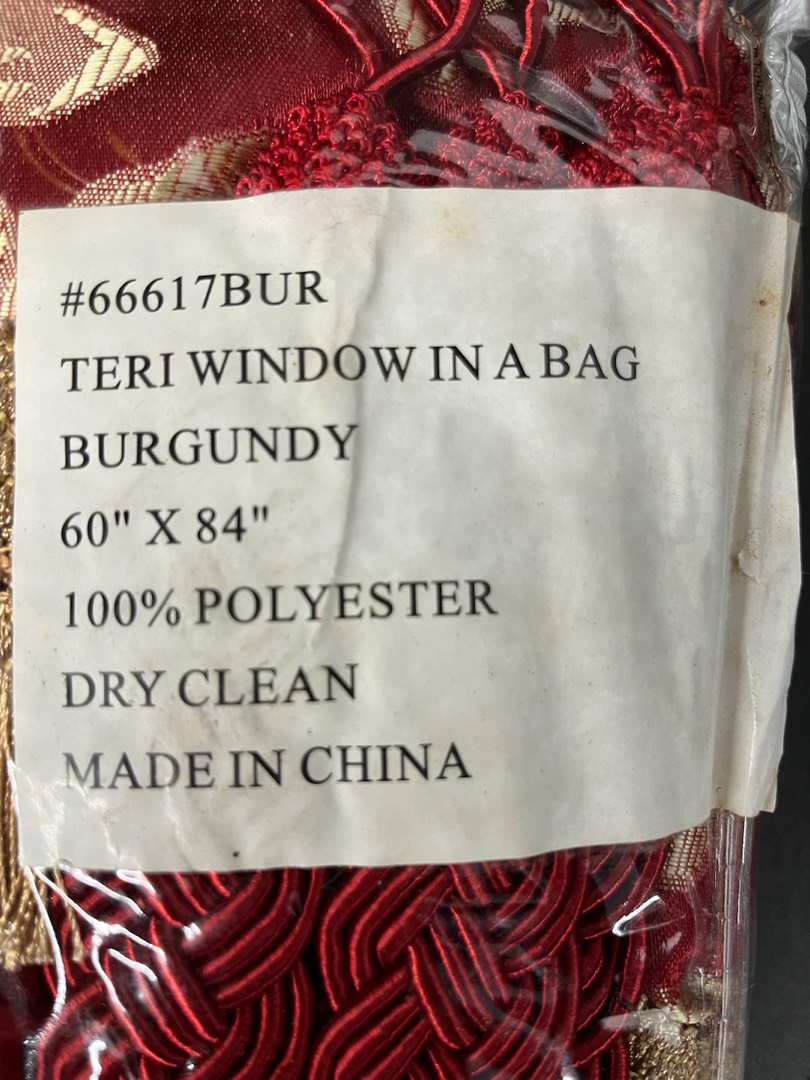 #66617BUR
TERI WINDOW IN A BAG
BURGUNDY
60" X 84"
100% POLYESTER
DRY CLEAN
MADE IN CHINA